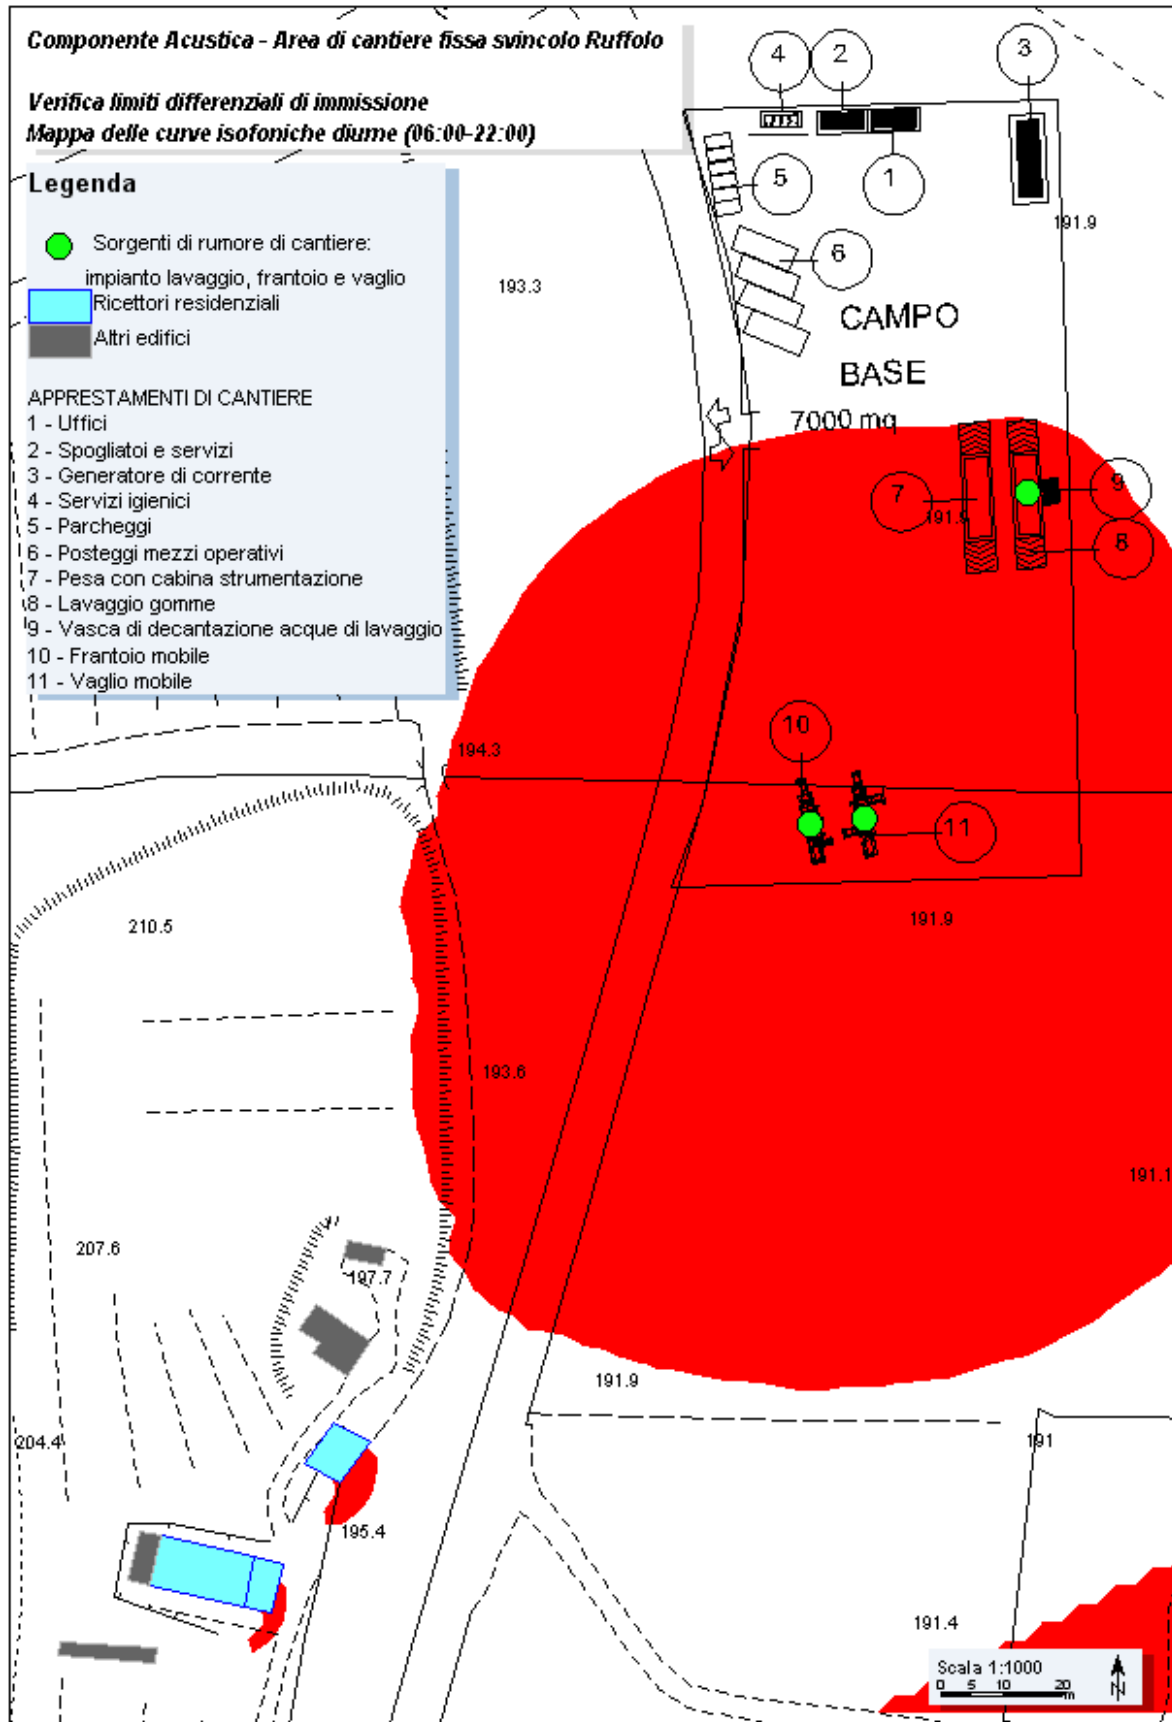 Componente Acustica - Area di cantiere fissa svincolo Ruffolo
Verifica limiti differenziali di immissione
Mappa delle curve isofoniche diurne (06:00-22:00)
Legenda
Sorgenti di rumore di cantiere:
impianto lavaggio, frantoio e vaglio
Ricettori residenziali
Altri edifici
APPRESTAMENTI DI CANTIERE
1 - Uffici
2 - Spogliatoi e servizi
3 - Generatore di corrente
4 - Servizi igienici
5 - Parcheggi
6 - Posteggi mezzi operativi
7 - Pesa con cabina strumentazione
8 - Lavaggio gomme
9 - Vasca di decantazione acque di lavaggio
10 - Frantoio mobile
11 - Vaglio mobile
4
2
3
5
1
191.9
6
193.3
CAMPO
BASE
7000 mq
7
9
191.9
8
10
194.3
11
210.5
191.9
193.6
191.1
207.6
197.7
191.9
204.4
191
195.4
191.4
Scala 1:1000
0 5 10 20
m
N